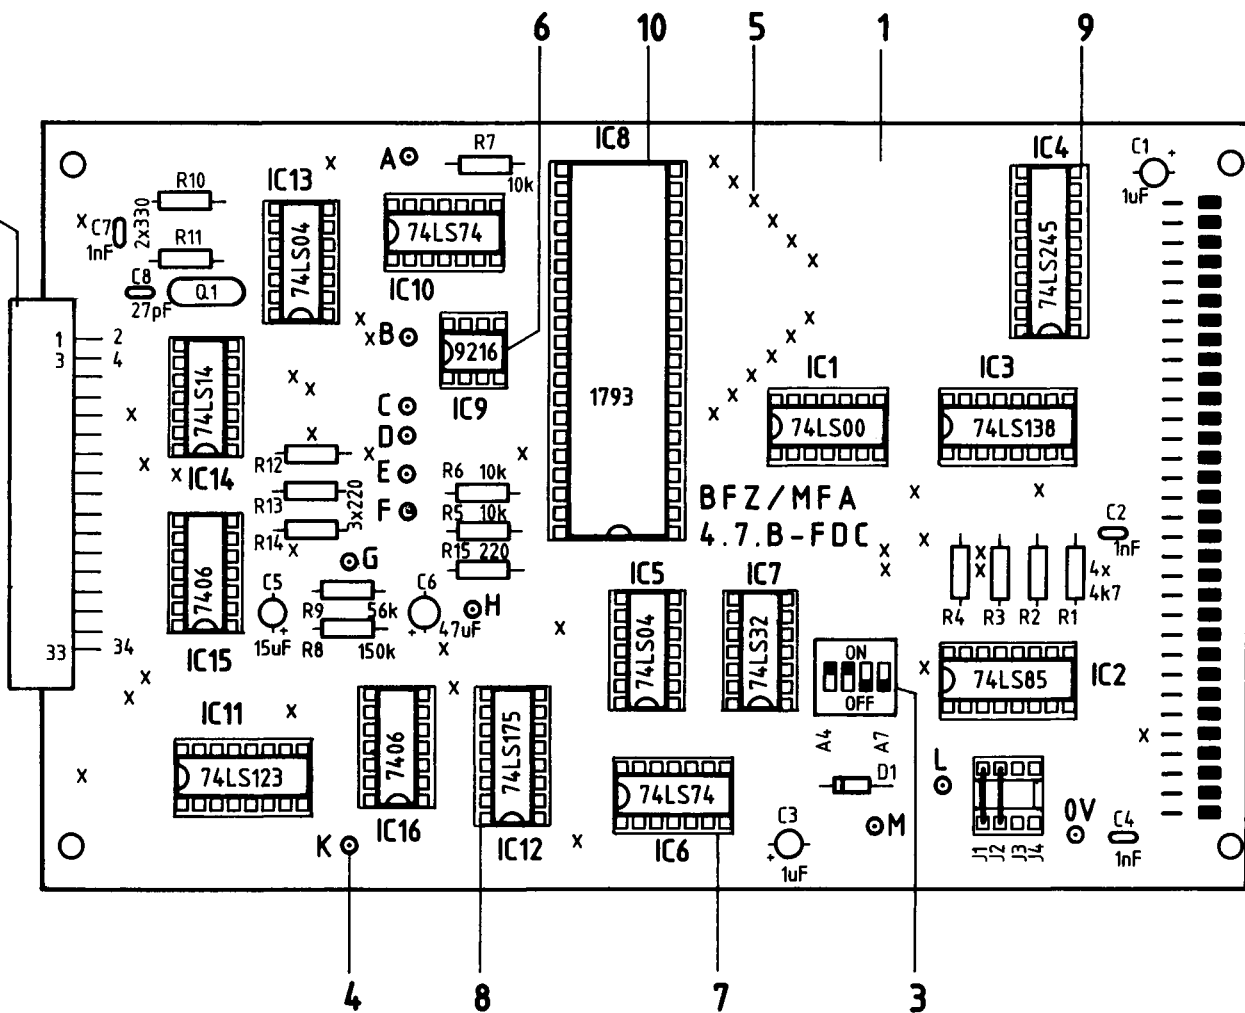 6 10 5 1 9
IC8
R7
10k
A
IC4
C1
+
1uF
R10
IC13
2x330
C7
1nF
R11
74LS04
74LS74
IC10
74LS245
C8
27pF
Q1
B
9216
IC9
1 2
3 4
33 34
74LS14
IC14
C
D
E
F
1793
IC1
74LS00
IC3
74LS138
R12
R13
R14
3x220
R6 10k
R5 10k
R15 220
BFZ/MFA
4.7.B-FDC
C2
1nF
7406
IC15
G
C5
+
15uF
R9 56k
R8 150k
C6
+
47uF
H
IC5
74LS04
IC7
74LS32
R4 R3 R2 R1
4x
4k7
ON
OFF
A4 A7
74LS85
IC2
IC11
74LS123
7406
IC16
74LS175
IC12
74LS74
IC6
D1
L
M
C3
+
1uF
J1 J2 J3 J4
0V
C4
1nF
K
4 8 7 3